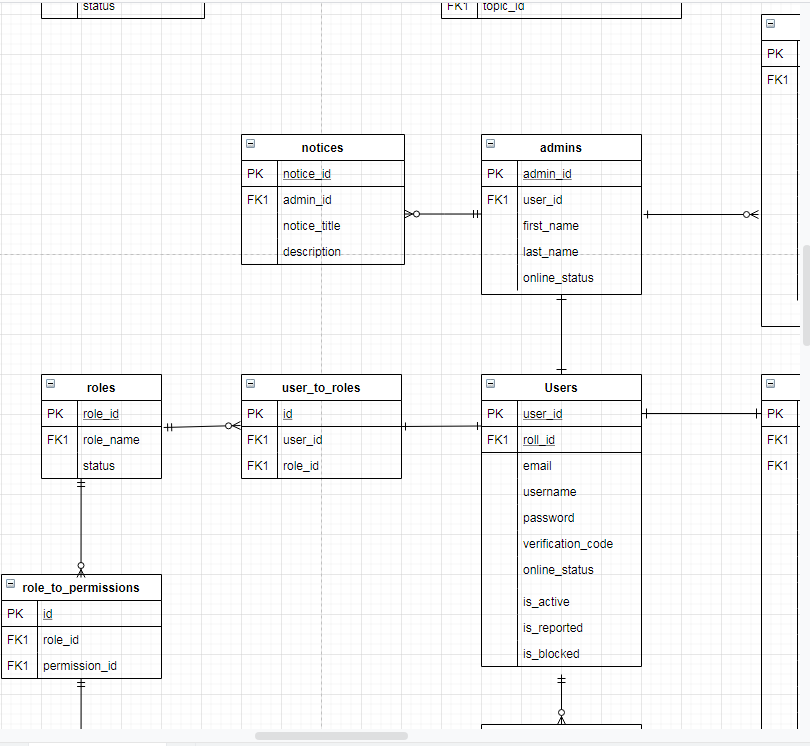 status
FK1 topic_id
PK
FK1
notices
PK notice_id
FK1 admin_id
notice_title
description
admins
PK admin_id
FK1 user_id
first_name
last_name
online_status
roles
PK role_id
FK1 role_name
status
user_to_roles
PK id
FK1 user_id
FK1 role_id
Users
PK user_id
FK1 roll_id
email
username
password
verification_code
online_status
is_active
is_reported
is_blocked
PK
FK1
FK1
role_to_permissions
PK id
FK1 role_id
FK1 permission_id